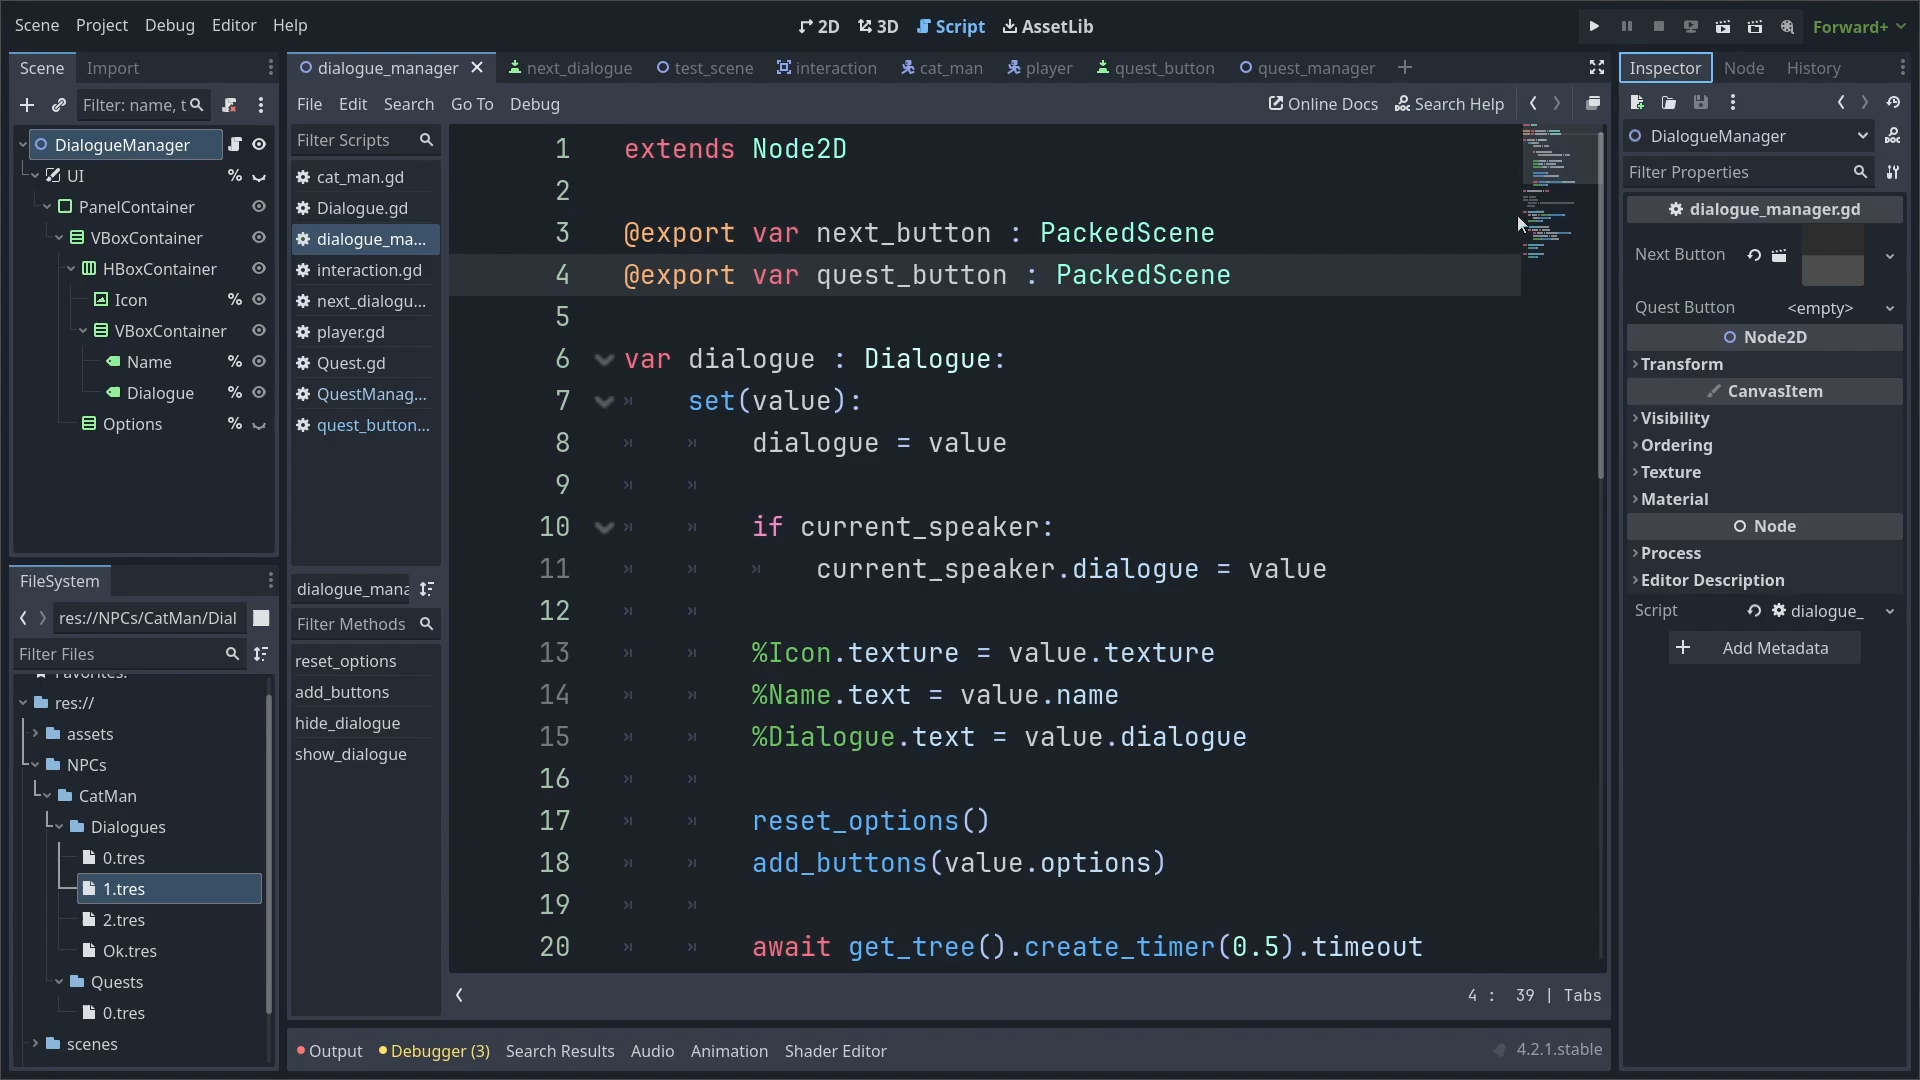 Scene Project Debug Editor Help
2D 3D Script AssetLib
Forward+
Scene Import
Filter: name, t
DialogueManager
UI
PanelContainer
VBoxContainer
HBoxContainer
Icon
VBoxContainer
Name
Dialogue
Options
FileSystem
res://NPCs/CatMan/Dial
Filter Files
Favorites:
res://
assets
NPCs
CatMan
Dialogues
0.tres
1.tres
2.tres
Ok.tres
Quests
0.tres
scenes
dialogue_manager next_dialogue test_scene interaction cat_man player quest_button quest_manager
File Edit Search Go To Debug
Online Docs Search Help
Filter Scripts
cat_man.gd
Dialogue.gd
dialogue_ma...
interaction.gd
next_dialogu...
player.gd
Quest.gd
QuestManag...
quest_button...
dialogue_mana
Filter Methods
reset_options
add_buttons
hide_dialogue
show_dialogue
1 extends Node2D
2
3 @export var next_button : PackedScene
4 @export var quest_button : PackedScene
5
6 var dialogue : Dialogue:
7 set(value):
8 dialogue = value
9
10 if current_speaker:
11 current_speaker.dialogue = value
12
13 %Icon.texture = value.texture
14 %Name.text = value.name
15 %Dialogue.text = value.dialogue
16
17 reset_options()
18 add_buttons(value.options)
19
20 await get_tree().create_timer(0.5).timeout
4 : 39 | Tabs
Output Debugger (3) Search Results Audio Animation Shader Editor
4.2.1.stable
Inspector Node History
DialogueManager
Filter Properties
dialogue_manager.gd
Next Button
Quest Button <empty>
Node2D
Transform
CanvasItem
Visibility
Ordering
Texture
Material
Node
Process
Editor Description
Script dialogue_
Add Metadata